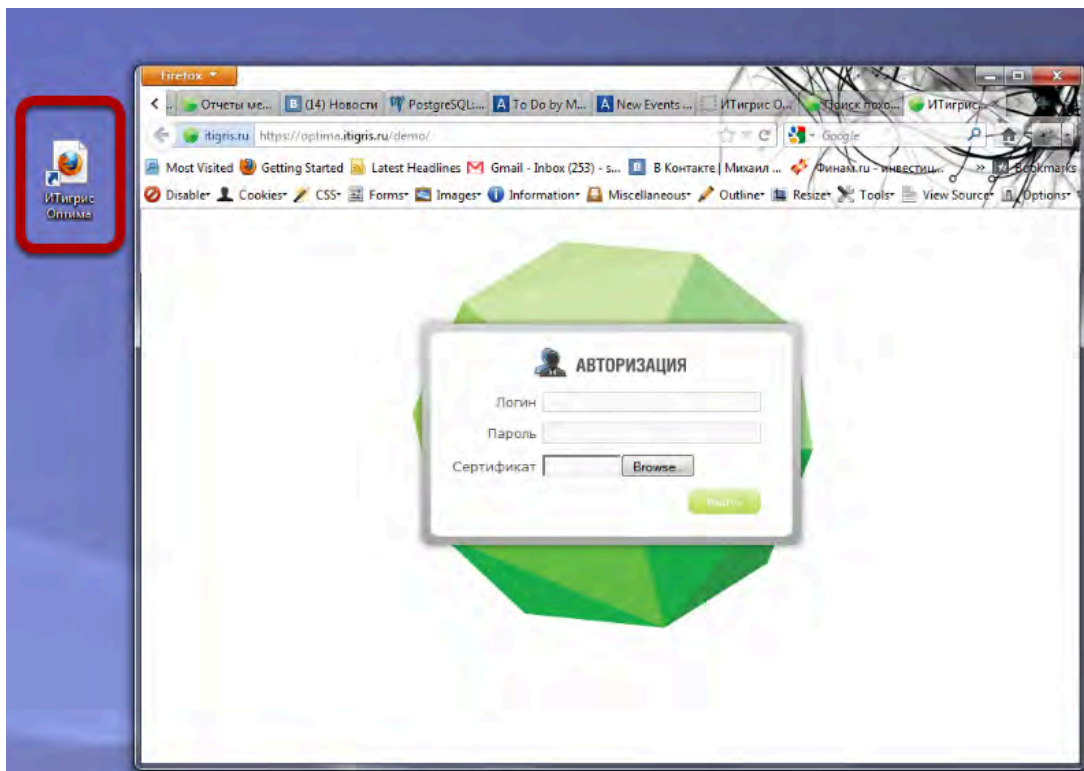 Firefox
Отчеты ме...
(14) Новости
PostgreSQL:...
To Do by M...
New Events ...
ИТигрис О...
Поиск похо...
ИТигрис
itigris.ru
https://optima.itigris.ru/demo/
Google
Most Visited
Getting Started
Latest Headlines
Gmail - Inbox (253) - s...
В Контакте | Михаил ...
Финам.ru - инвестиц...
»
Bookmarks
Disable
Cookies
CSS
Forms
Images
Information
Miscellaneous
Outline
Resize
Tools
View Source
Options
ИТигрис
Оптима
АВТОРИЗАЦИЯ
Логин
Пароль
Сертификат
Browse...